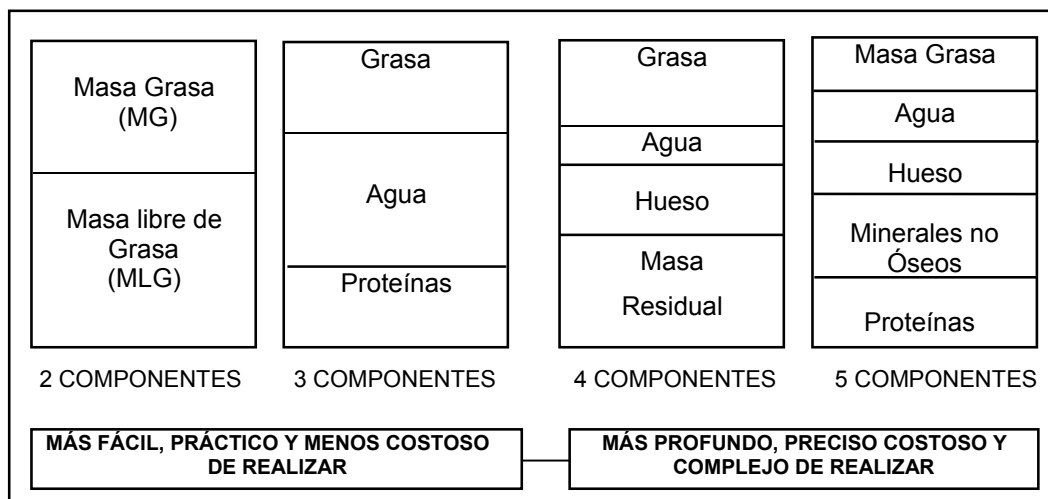 Masa Grasa
(MG)
Masa libre de
Grasa
(MLG)
2 COMPONENTES
Grasa
Agua
Proteínas
3 COMPONENTES
Grasa
Agua
Hueso
Masa
Residual
4 COMPONENTES
Masa Grasa
Agua
Hueso
Minerales no
Óseos
Proteínas
5 COMPONENTES
MÁS FÁCIL, PRÁCTICO Y MENOS COSTOSO
DE REALIZAR
MÁS PROFUNDO, PRECISO COSTOSO Y
COMPLEJO DE REALIZAR